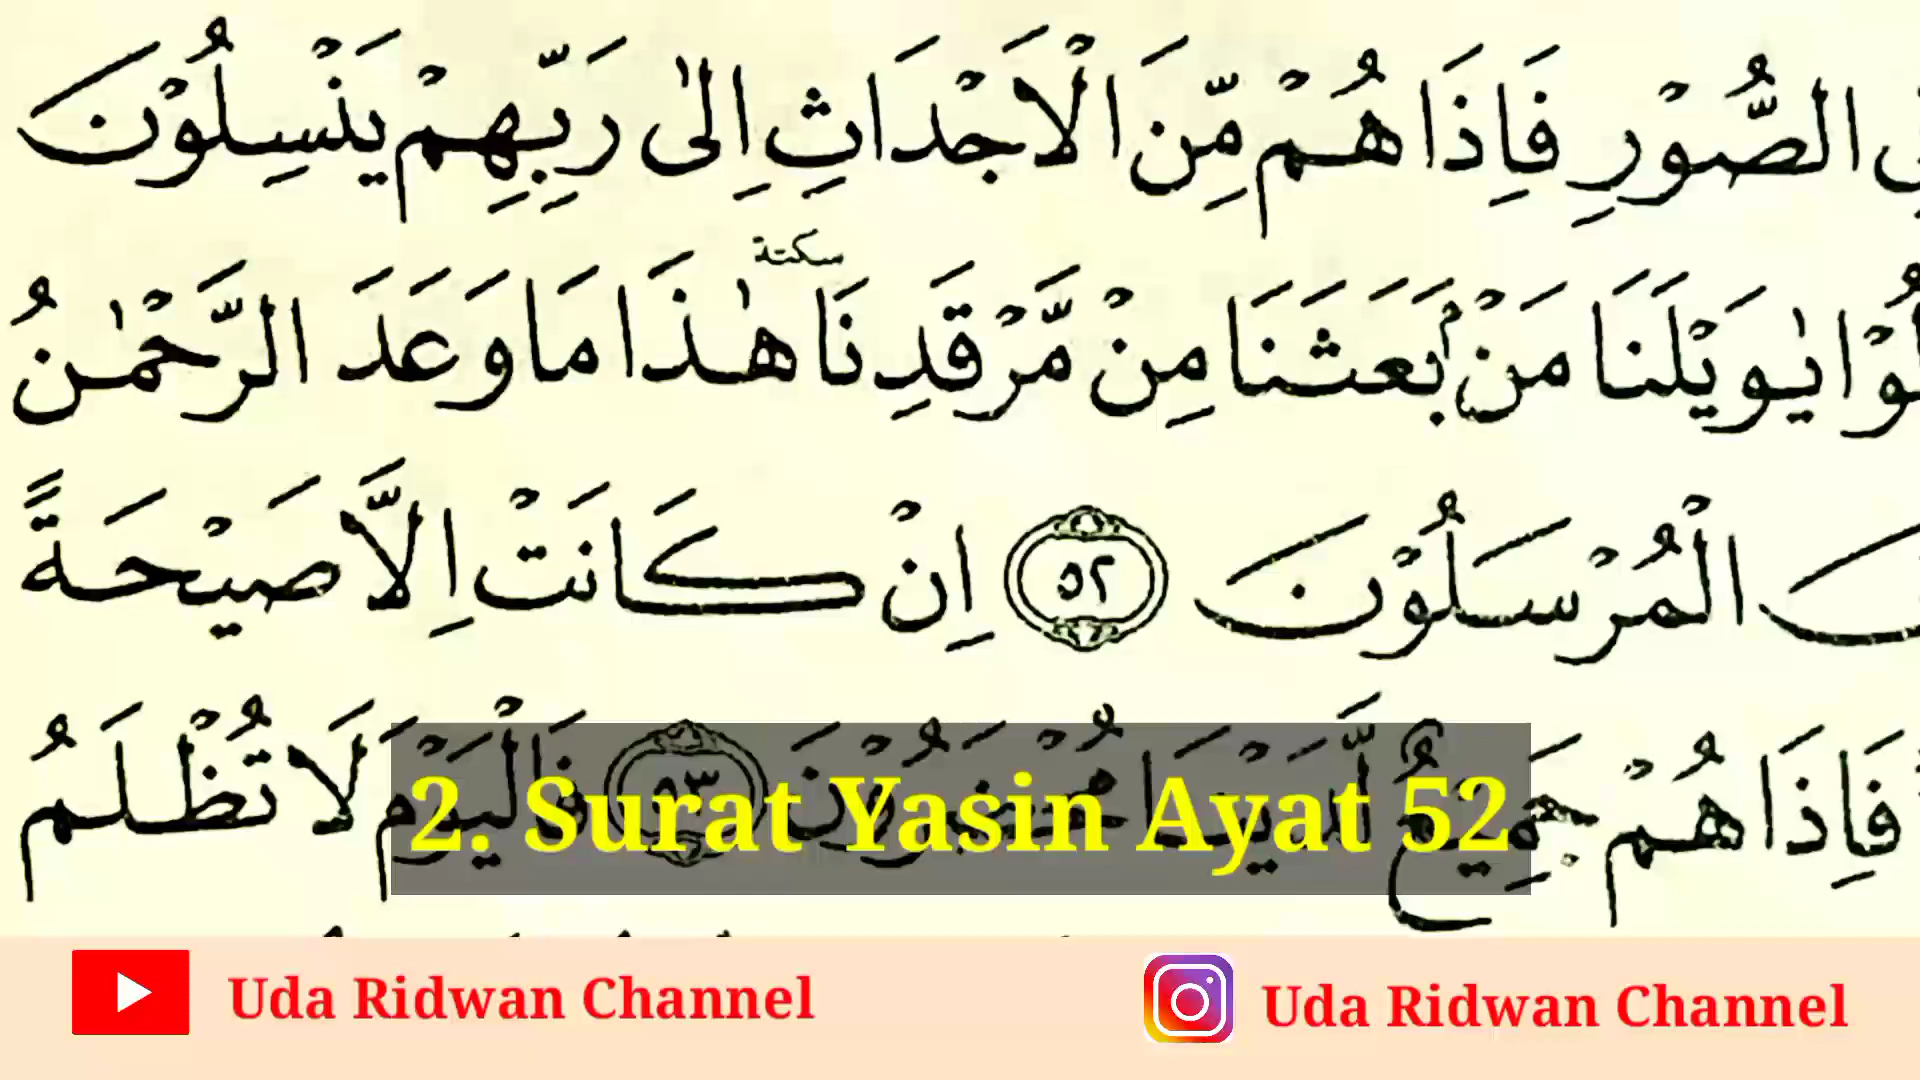 الصُّوْرِ فَاِذَا هُمْ مِّنَ الْاَجْدَاثِ اِلٰى رَبِّهِمْ يَنْسِلُوْنَ
سكتة
يٰوَيْلَنَا مَنْۢ بَعَثَنَا مِنْ مَّرْقَدِنَا هٰذَا مَا وَعَدَ الرَّحْمٰنُ
الْمُرْسَلُوْنَ ٥٢ اِنْ كَانَتْ اِلَّا صَيْحَةً
فَاِذَا هُمْ جَمِيْعٌ لَّدَيْنَا مُحْضَرُوْنَ ٥٣ فَالْيَوْمَ لَا تُظْلَمُ
2. Surat Yasin Ayat 52
Uda Ridwan Channel
Uda Ridwan Channel